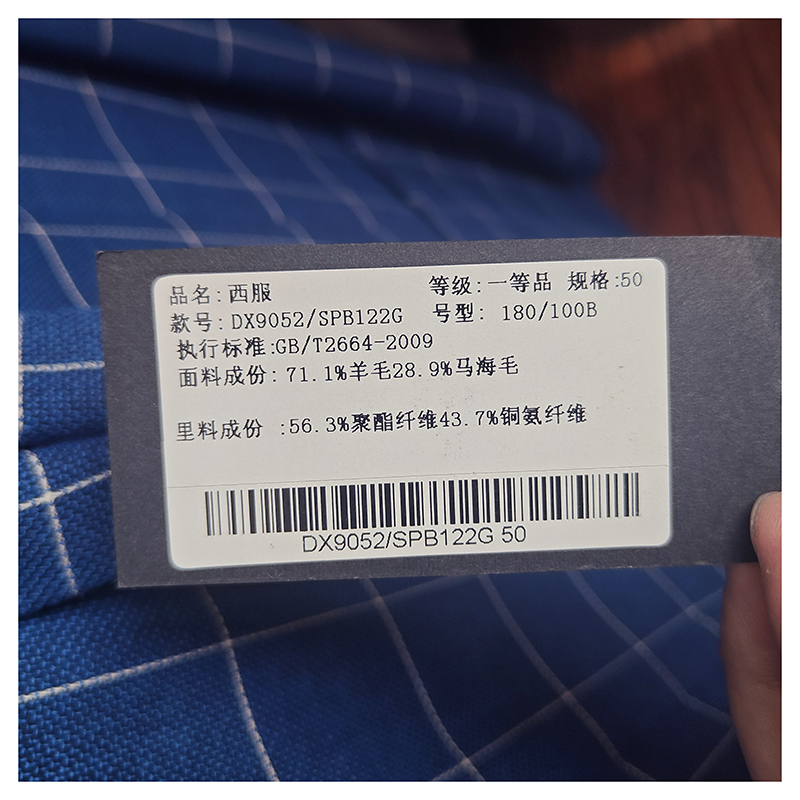 品名:西服 等级:一等品 规格:50
款号:DX9052/SPB122G 号型: 180/100B
执行标准:GB/T2664-2009
面料成份: 71.1%羊毛28.9%马海毛
里料成份 :56.3%聚酯纤维43.7%铜氨纤维
DX9052/SPB122G 50